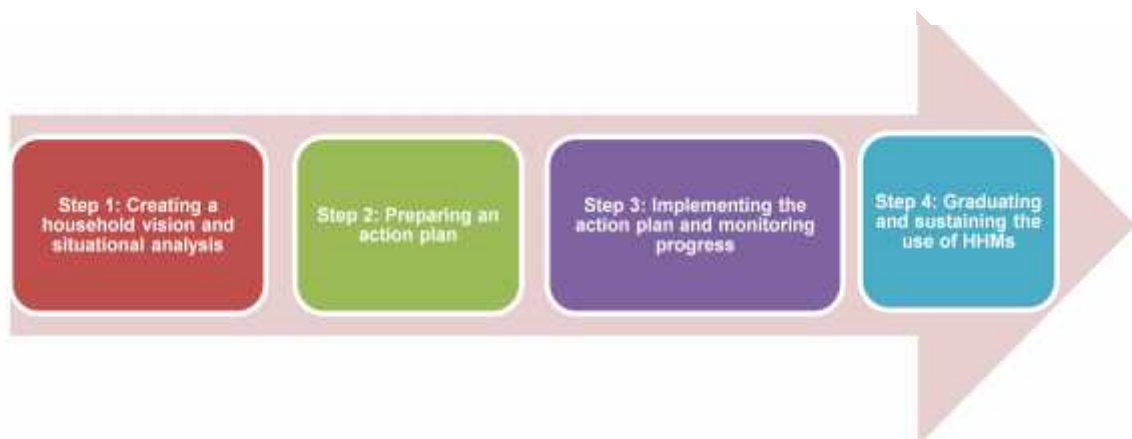 Step 1: Creating a
household vision and
situational analysis
Step 2: Preparing an
action plan
Step 3: Implementing the
action plan and monitoring
progress
Step 4: Graduating
and sustaining the
use of HHMs